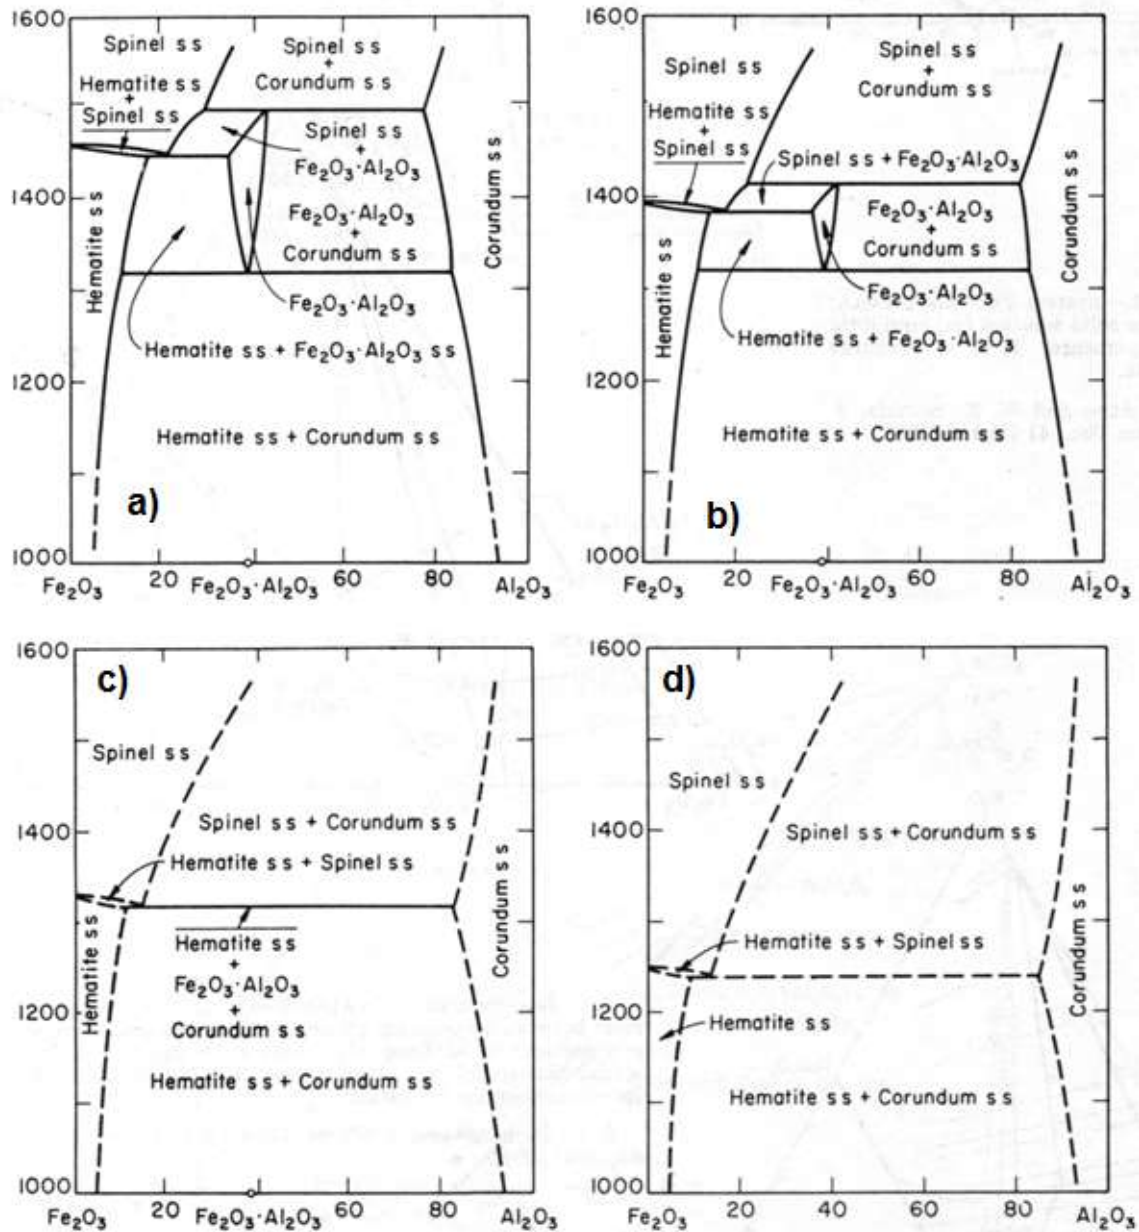 1600
Spinel ss
Spinel ss
+
Corundum ss
Hematite ss
+
Spinel ss
Spinel ss
+
Fe₂O₃·Al₂O₃
1400
Fe₂O₃·Al₂O₃
+
Corundum ss
Hematite ss
Corundum ss
Fe₂O₃·Al₂O₃
Hematite ss + Fe₂O₃·Al₂O₃ ss
1200
Hematite ss + Corundum ss
a)
1000
Fe₂O₃ 20 Fe₂O₃·Al₂O₃ 60 80 Al₂O₃
1600
Spinel ss
Spinel ss
+
Corundum ss
Hematite ss
+
Spinel ss
Spinel ss + Fe₂O₃·Al₂O₃
1400
Fe₂O₃·Al₂O₃
+
Corundum ss
Hematite ss
Corundum ss
Fe₂O₃·Al₂O₃
Hematite ss + Fe₂O₃·Al₂O₃
1200
Hematite ss + Corundum ss
b)
1000
Fe₂O₃ 20 Fe₂O₃·Al₂O₃ 60 80 Al₂O₃
1600
c)
Spinel ss
1400
Spinel ss + Corundum ss
Hematite ss + Spinel ss
Hematite ss
Corundum ss
Hematite ss
+
Fe₂O₃·Al₂O₃
+
Corundum ss
1200
Hematite ss + Corundum ss
1000
Fe₂O₃ 20 Fe₂O₃·Al₂O₃ 60 80 Al₂O₃
1600
d)
Spinel ss
1400
Spinel ss + Corundum ss
Hematite ss + Spinel ss
Corundum ss
Hematite ss
1200
Hematite ss + Corundum ss
1000
Fe₂O₃ 20 40 60 80 Al₂O₃